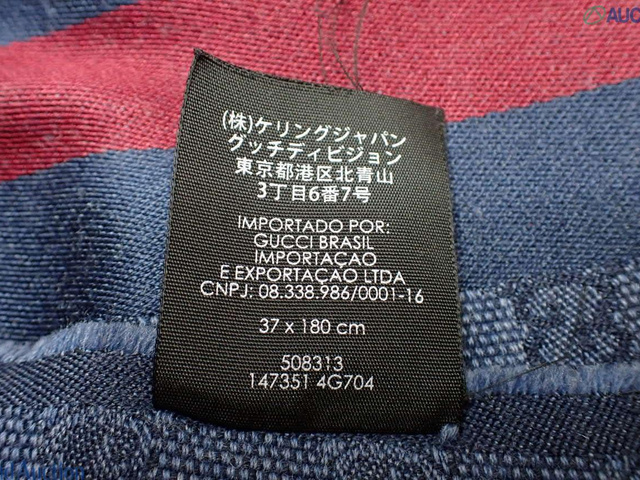 (株)ケリングジャパン
グッチディビジョン
東京都港区北青山
3丁目6番7号
IMPORTADO POR:
GUCCI BRASIL
IMPORTAÇAO
E EXPORTAÇAO LTDA
CNPJ: 08.338.986/0001-16
37 x 180 cm
508313
147351 4G704